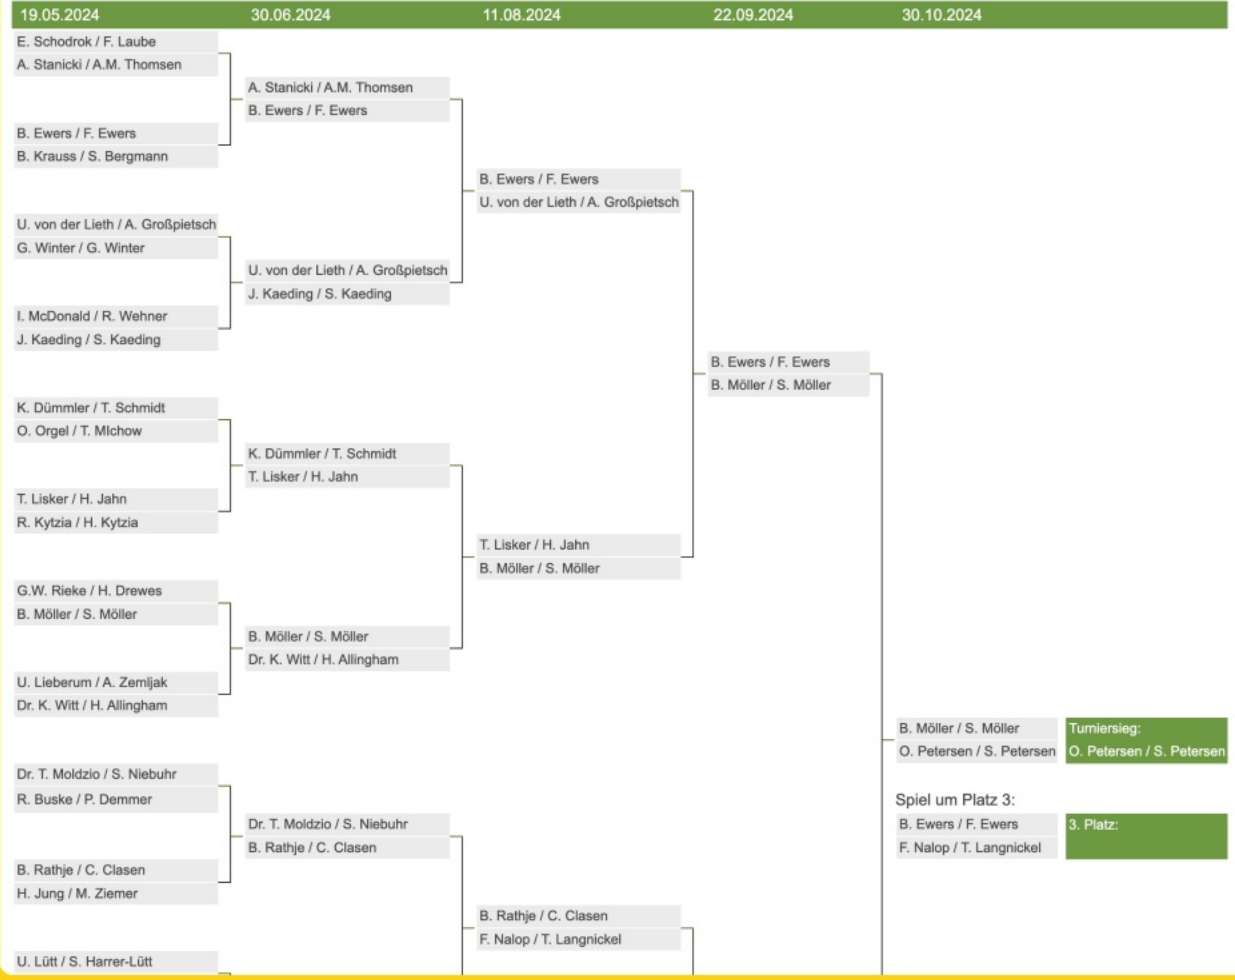 19.05.2024 30.06.2024 11.08.2024 22.09.2024 30.10.2024
E. Schodrok / F. Laube
A. Stanicki / A.M. Thomsen
B. Ewers / F. Ewers
B. Krauss / S. Bergmann
U. von der Lieth / A. Großpietsch
G. Winter / G. Winter
I. McDonald / R. Wehner
J. Kaeding / S. Kaeding
K. Dümmler / T. Schmidt
O. Orgel / T. MIchow
T. Lisker / H. Jahn
R. Kytzia / H. Kytzia
G.W. Rieke / H. Drewes
B. Möller / S. Möller
U. Lieberum / A. Zemljak
Dr. K. Witt / H. Allingham
Dr. T. Moldzio / S. Niebuhr
R. Buske / P. Demmer
B. Rathje / C. Clasen
H. Jung / M. Ziemer
U. Lütt / S. Harrer-Lütt
A. Stanicki / A.M. Thomsen
B. Ewers / F. Ewers
U. von der Lieth / A. Großpietsch
J. Kaeding / S. Kaeding
K. Dümmler / T. Schmidt
T. Lisker / H. Jahn
B. Möller / S. Möller
Dr. K. Witt / H. Allingham
Dr. T. Moldzio / S. Niebuhr
B. Rathje / C. Clasen
B. Ewers / F. Ewers
U. von der Lieth / A. Großpietsch
T. Lisker / H. Jahn
B. Möller / S. Möller
B. Rathje / C. Clasen
F. Nalop / T. Langnickel
B. Ewers / F. Ewers
B. Möller / S. Möller
B. Möller / S. Möller
O. Petersen / S. Petersen
Turniersieg:
O. Petersen / S. Petersen
Spiel um Platz 3:
B. Ewers / F. Ewers
F. Nalop / T. Langnickel
3. Platz: